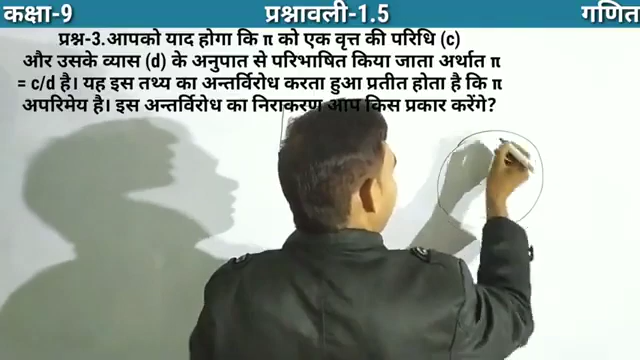 कक्षा-9 प्रश्नावली-1.5 गणित
प्रश्न-3.आपको याद होगा कि π को एक वृत्त की परिधि (c)
और उसके व्यास (d) के अनुपात से परिभाषित किया जाता अर्थात π
= c/d है। यह इस तथ्य का अन्तर्विरोध करता हुआ प्रतीत होता है कि π
अपरिमेय है। इस अन्तर्विरोध का निराकरण आप किस प्रकार करेंगे?